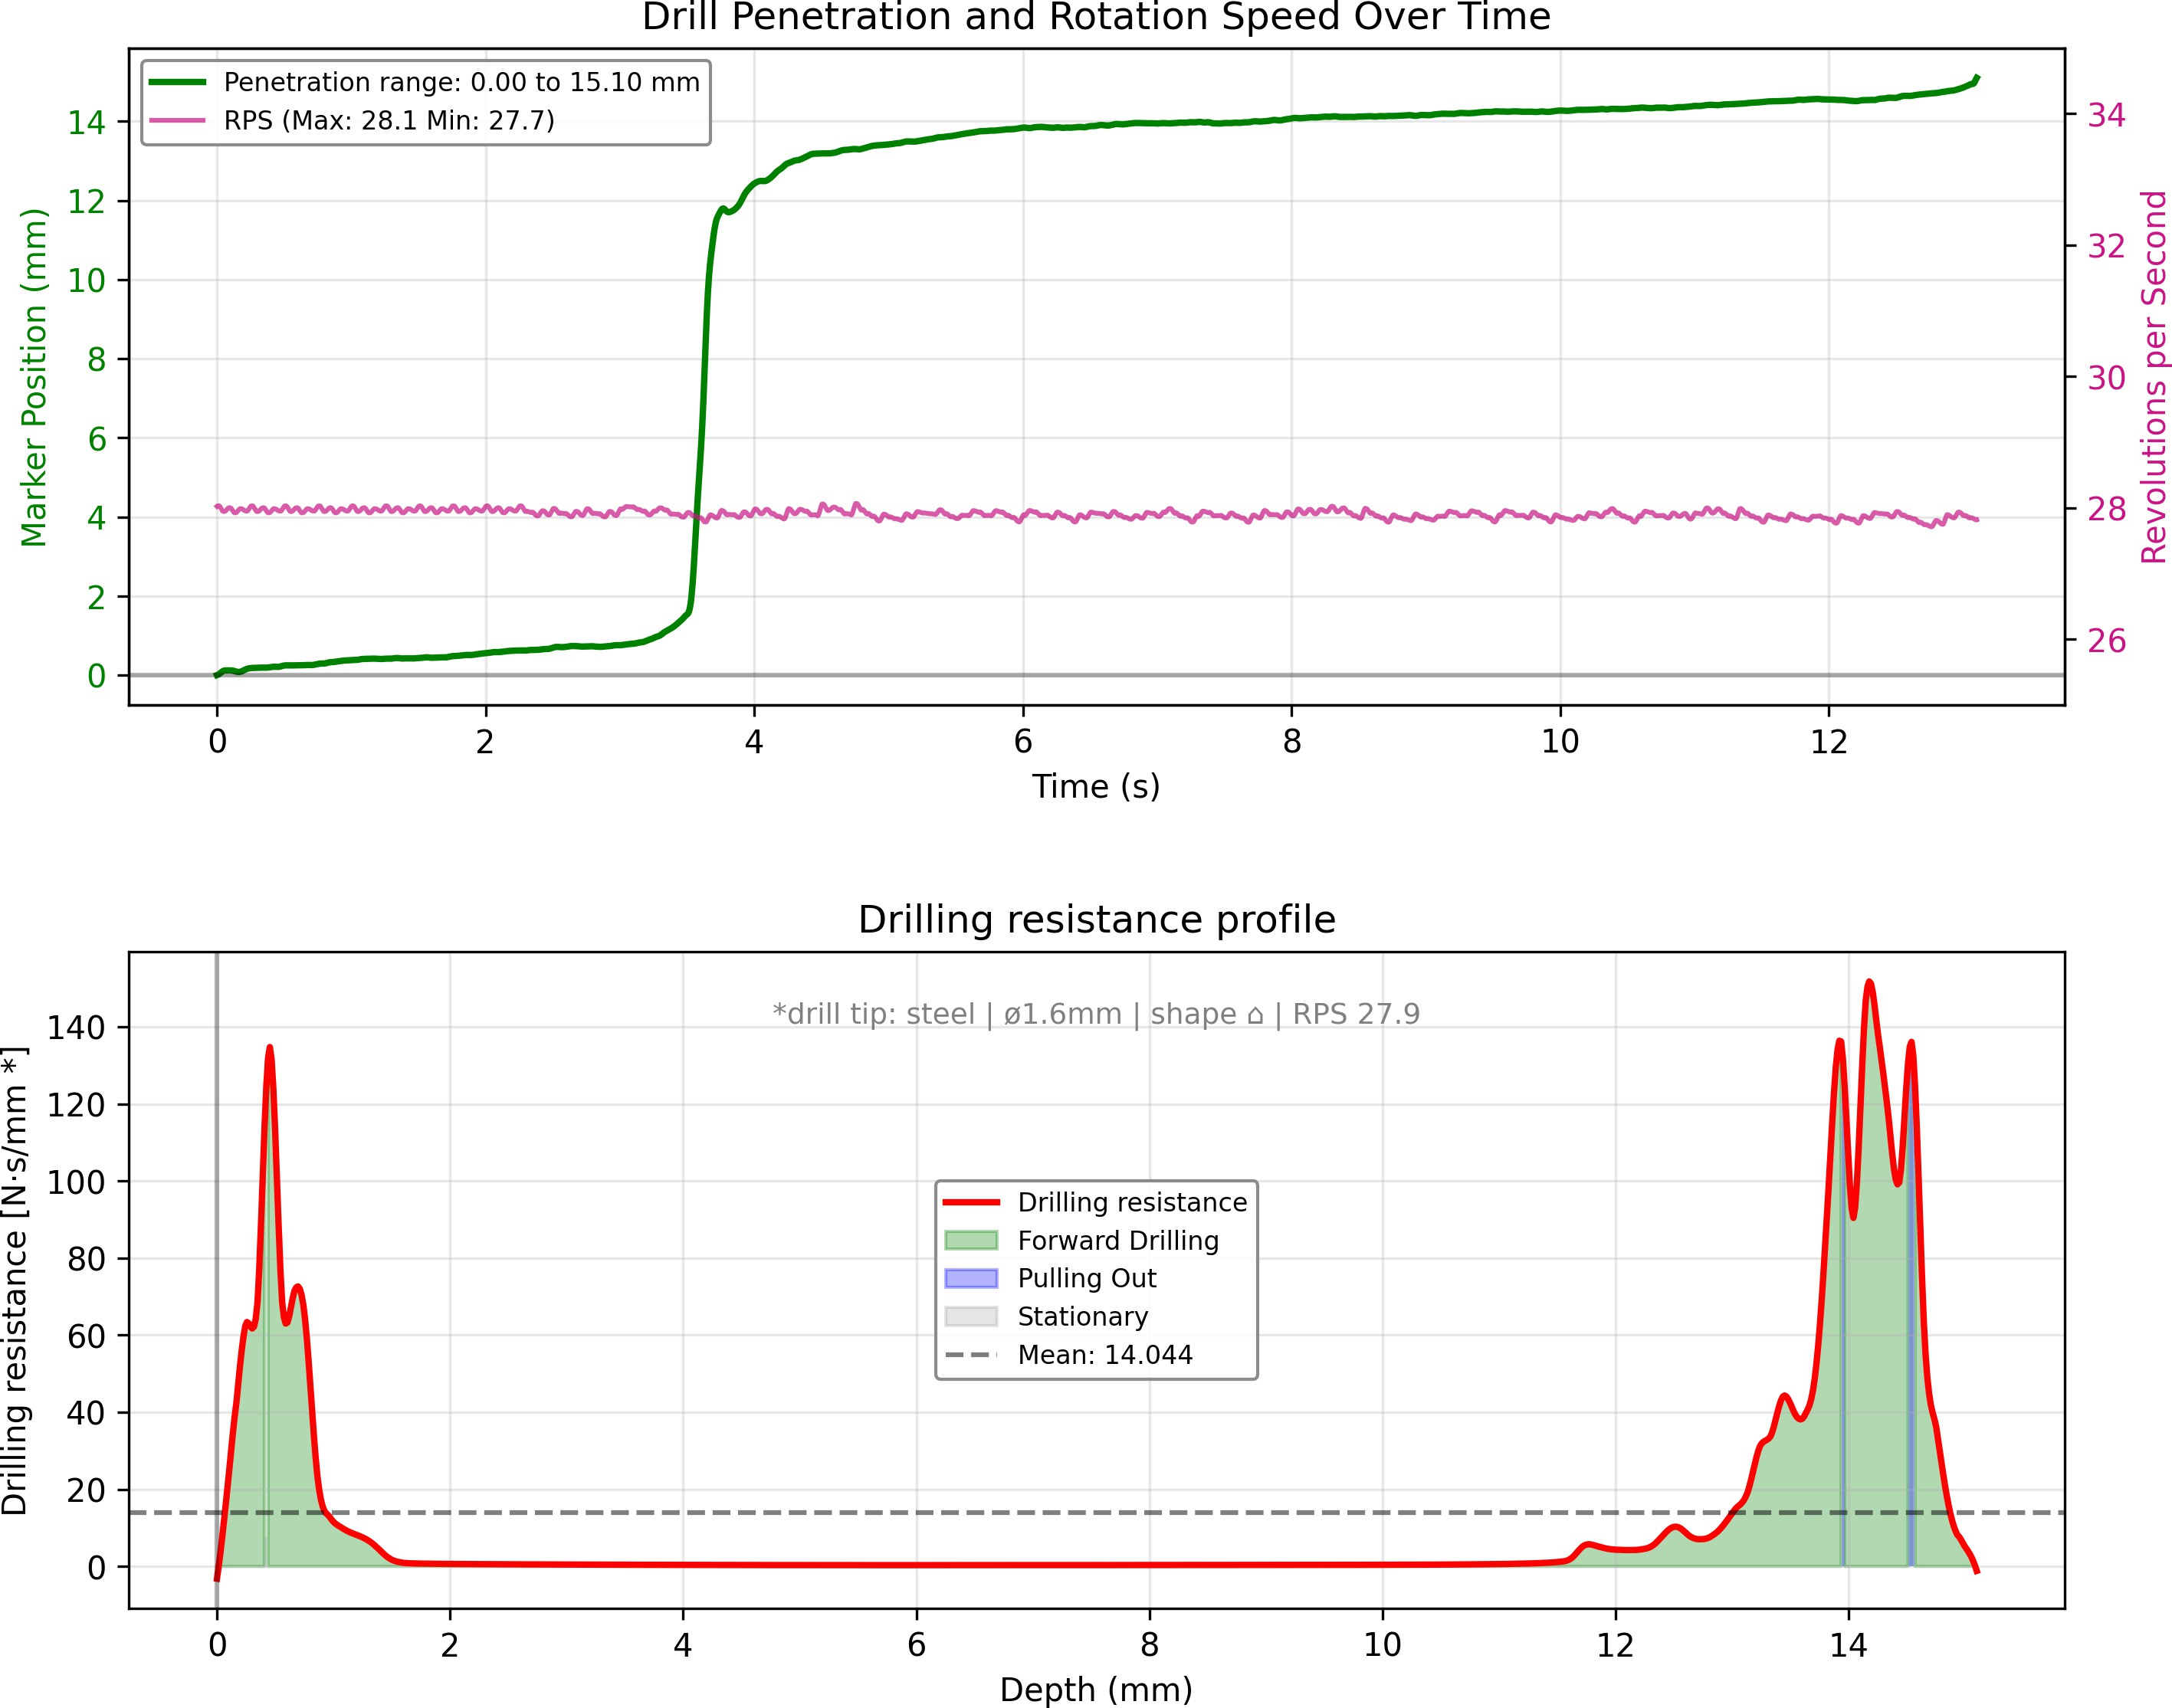 Drill Penetration and Rotation Speed Over Time
Penetration range: 0.00 to 15.10 mm
RPS (Max: 28.1 Min: 27.7)
Marker Position (mm)
14
12
10
8
6
4
2
0
34
32
30
28
26
Revolutions per Second
0 2 4 6 8 10 12
Time (s)
Drilling resistance profile
*drill tip: steel | ø1.6mm | shape ⌂ | RPS 27.9
Drilling resistance [N·s/mm *]
140
120
100
80
60
40
20
0
Drilling resistance
Forward Drilling
Pulling Out
Stationary
Mean: 14.044
0 2 4 6 8 10 12 14
Depth (mm)